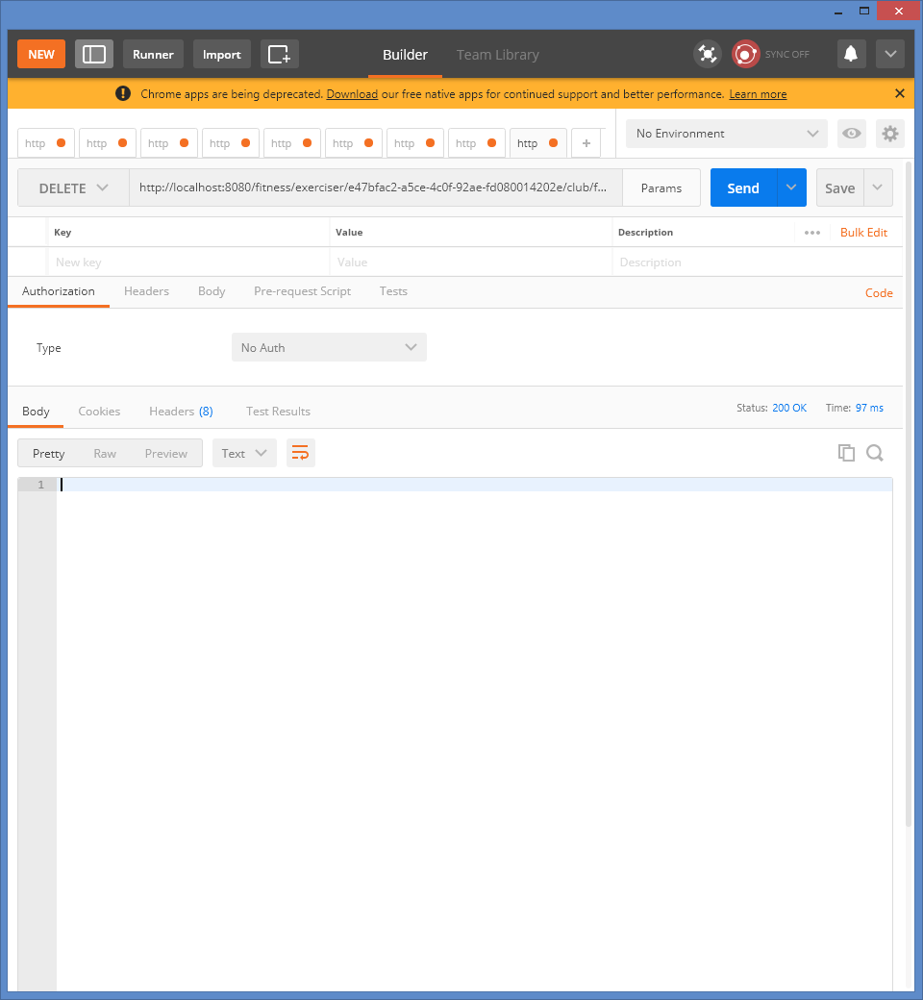 NEW Runner Import Builder Team Library SYNC OFF
! Chrome apps are being deprecated. Download our free native apps for continued support and better performance. Learn more
http http http http http http http http http + No Environment
DELETE http://localhost:8080/fitness/exerciser/e47bfac2-a5ce-4c0f-92ae-fd080014202e/club/f... Params Send Save
Key Value Description ••• Bulk Edit
New key Value Description
Authorization Headers Body Pre-request Script Tests Code
Type No Auth
Body Cookies Headers (8) Test Results Status: 200 OK Time: 97 ms
Pretty Raw Preview Text
1